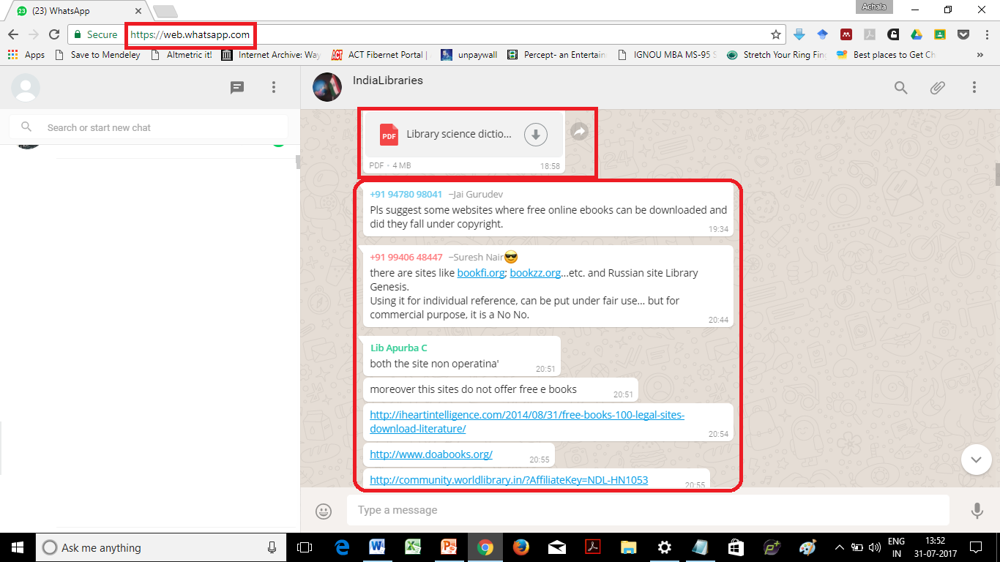 (23) WhatsApp
Achala
Secure
https://web.whatsapp.com
Apps
Save to Mendeley
Altmetric it!
Internet Archive: Way
ACT Fibernet Portal |
unpaywall
Percept- an Entertain
IGNOU MBA MS-95 S
Stretch Your Ring Fin
Best places to Get Ch
»
IndiaLibraries
Search or start new chat
PDF
Library science dictio...
PDF • 4 MB
18:58
+91 94780 98041 ~Jai Gurudev
Pls suggest some websites where free online ebooks can be downloaded and
did they fall under copyright.
19:34
+91 99406 48447 ~Suresh Nair😎
there are sites like bookfi.org; bookzz.org...etc. and Russian site Library
Genesis.
Using it for individual reference, can be put under fair use... but for
commercial purpose, it is a No No.
20:44
Lib Apurba C
both the site non operatina'
20:51
moreover this sites do not offer free e books
20:51
http://iheartintelligence.com/2014/08/31/free-books-100-legal-sites-
download-literature/
20:54
http://www.doabooks.org/
20:55
http://community.worldlibrary.in/?AffiliateKey=NDL-HN1053
20:55
Type a message
Ask me anything
ENG
IN
13:52
31-07-2017